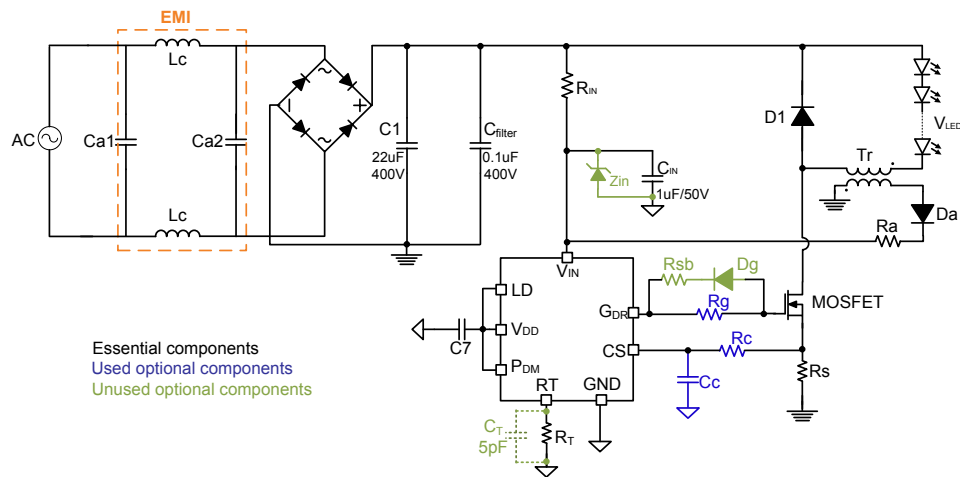 EMI
Lc
AC
Ca1
Ca2
Lc
C1
22uF
400V
Cfilter
0.1uF
400V
RIN
Zin
CIN
1uF/50V
D1
VLED
Tr
Da
Ra
VIN
LD
VDD
PDM
RT
GND
GDR
CS
C7
Rsb
Dg
Rg
MOSFET
Rc
Cc
Rs
CT
5pF
RT
Essential components
Used optional components
Unused optional components